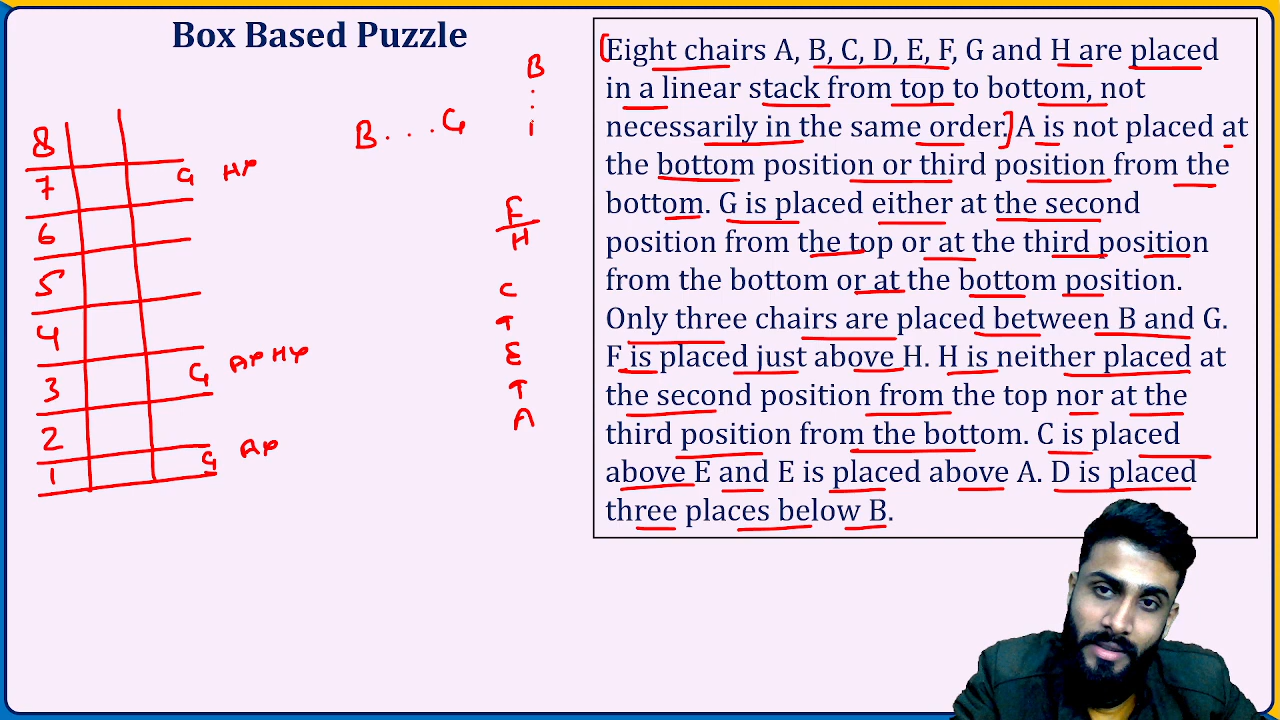 Box Based Puzzle
Eight chairs A, B, C, D, E, F, G and H are placed
in a linear stack from top to bottom, not
necessarily in the same order. A is not placed at
the bottom position or third position from the
bottom. G is placed either at the second
position from the top or at the third position
from the bottom or at the bottom position.
Only three chairs are placed between B and G.
F is placed just above H. H is neither placed at
the second position from the top nor at the
third position from the bottom. C is placed
above E and E is placed above A. D is placed
three places below B.
8
7 G
6
5
4
3 G
2
1 G
B . . . G
B
F
H
C
E
A